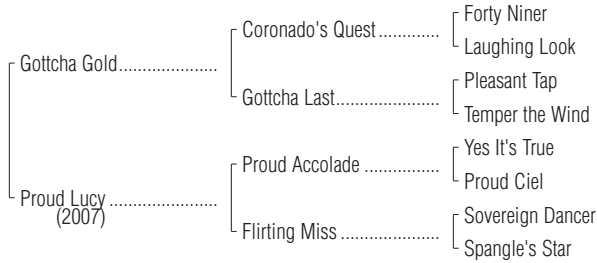 Forty Niner
Coronado's Quest.............
Laughing Look
Gottcha Gold.....................
Pleasant Tap
Gottcha Last......................
Temper the Wind
Yes It's True
Proud Accolade ................
Proud Ciel
Proud Lucy .......................
(2007)
Sovereign Dancer
Flirting Miss .....................
Spangle's Star